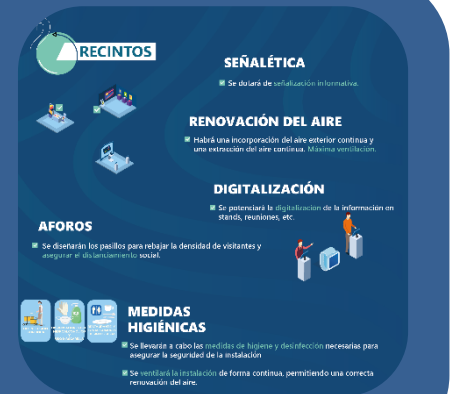 RECINTOS
SEÑALÉTICA
Se dotará de señalización informativa.
RENOVACIÓN DEL AIRE
Habrá una incorporación del aire exterior continua y
una extracción del aire continua. Máxima ventilación.
DIGITALIZACIÓN
Se potenciará la digitalización de la información en
stands, reuniones, etc.
AFOROS
Se diseñarán los pasillos para rebajar la densidad de visitantes y
asegurar el distanciamiento social.
MEDIDAS
HIGIÉNICAS
Se llevarán a cabo las medidas de higiene y desinfección necesarias para
asegurar la seguridad de la instalación
Se ventilará la instalación de forma continua, permitiendo una correcta
renovación del aire.